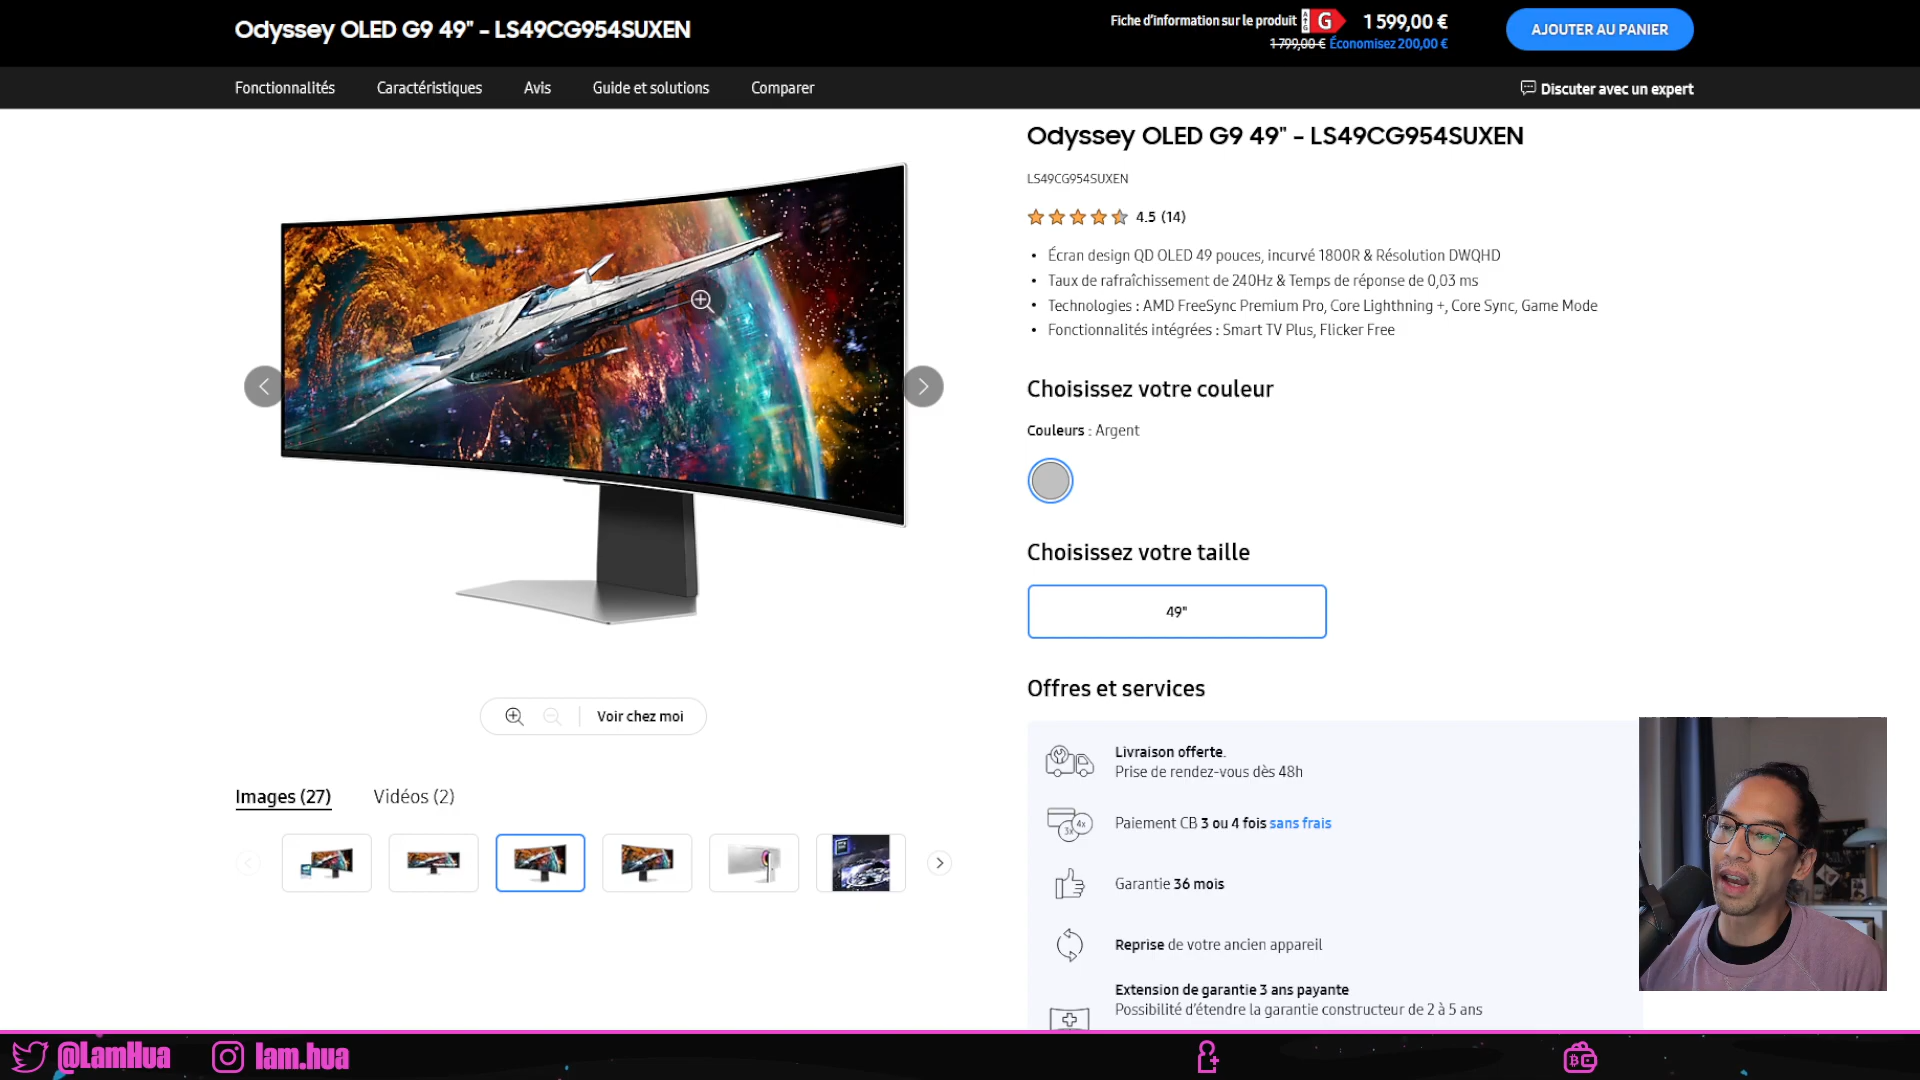 Odyssey OLED G9 49" - LS49CG954SUXEN
Fiche d'information sur le produit
G
1 599,00 €
1 799,00 € Économisez 200,00 €
AJOUTER AU PANIER
Fonctionnalités
Caractéristiques
Avis
Guide et solutions
Comparer
Discuter avec un expert
Odyssey OLED G9 49" - LS49CG954SUXEN
LS49CG954SUXEN
4.5 (14)
• Écran design QD OLED 49 pouces, incurvé 1800R & Résolution DWQHD
• Taux de rafraîchissement de 240Hz & Temps de réponse de 0,03 ms
• Technologies : AMD FreeSync Premium Pro, Core Lighthning +, Core Sync, Game Mode
• Fonctionnalités intégrées : Smart TV Plus, Flicker Free
Choisissez votre couleur
Couleurs : Argent
Choisissez votre taille
49"
Offres et services
Livraison offerte.
Prise de rendez-vous dès 48h
3x 4x
Paiement CB 3 ou 4 fois sans frais
Garantie 36 mois
Reprise de votre ancien appareil
Extension de garantie 3 ans payante
Possibilité d'étendre la garantie constructeur de 2 à 5 ans
Voir chez moi
Images (27)
Vidéos (2)
@LamHua
lam.hua